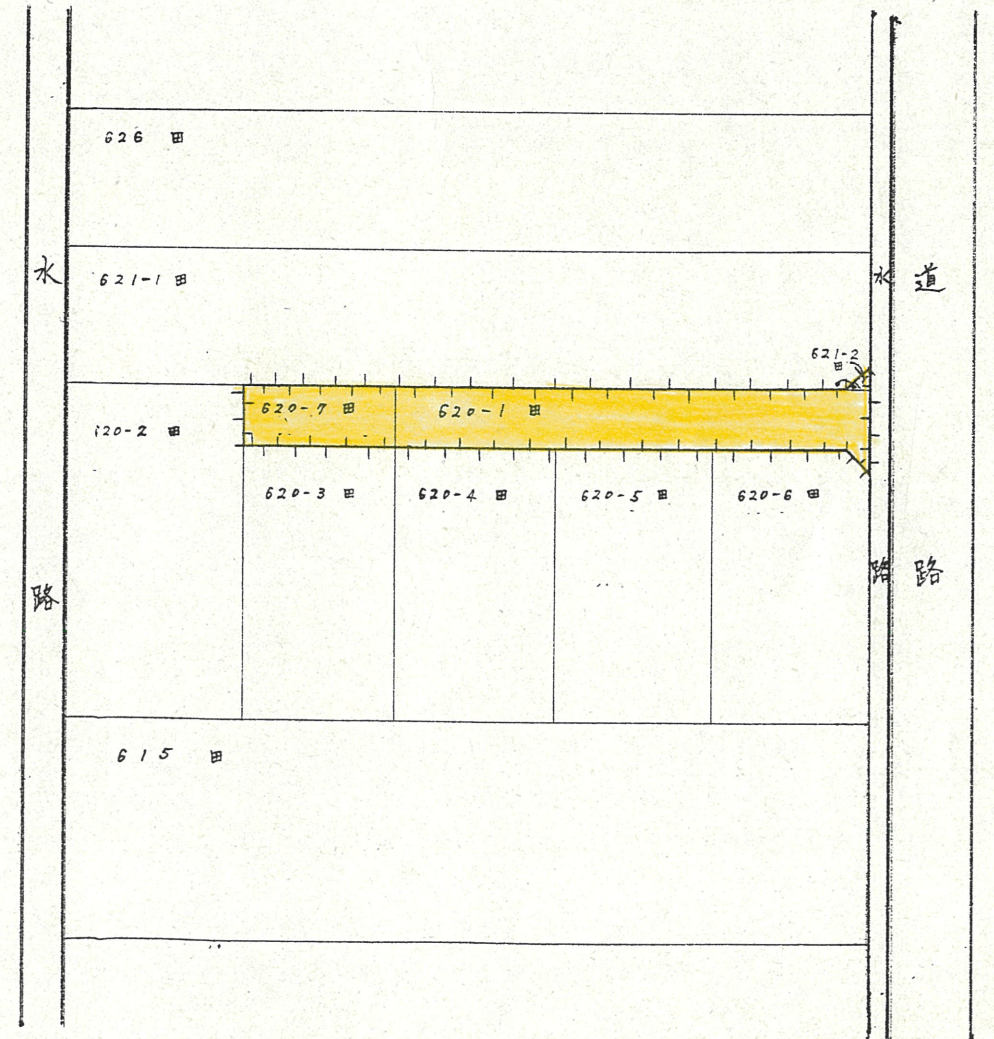 626 田
水
621-1 田
水
道
621-2
田
620-7 田
620-1 田
120-2 田
620-3 田
620-4 田
620-5 田
620-6 田
路
路
路
615 田